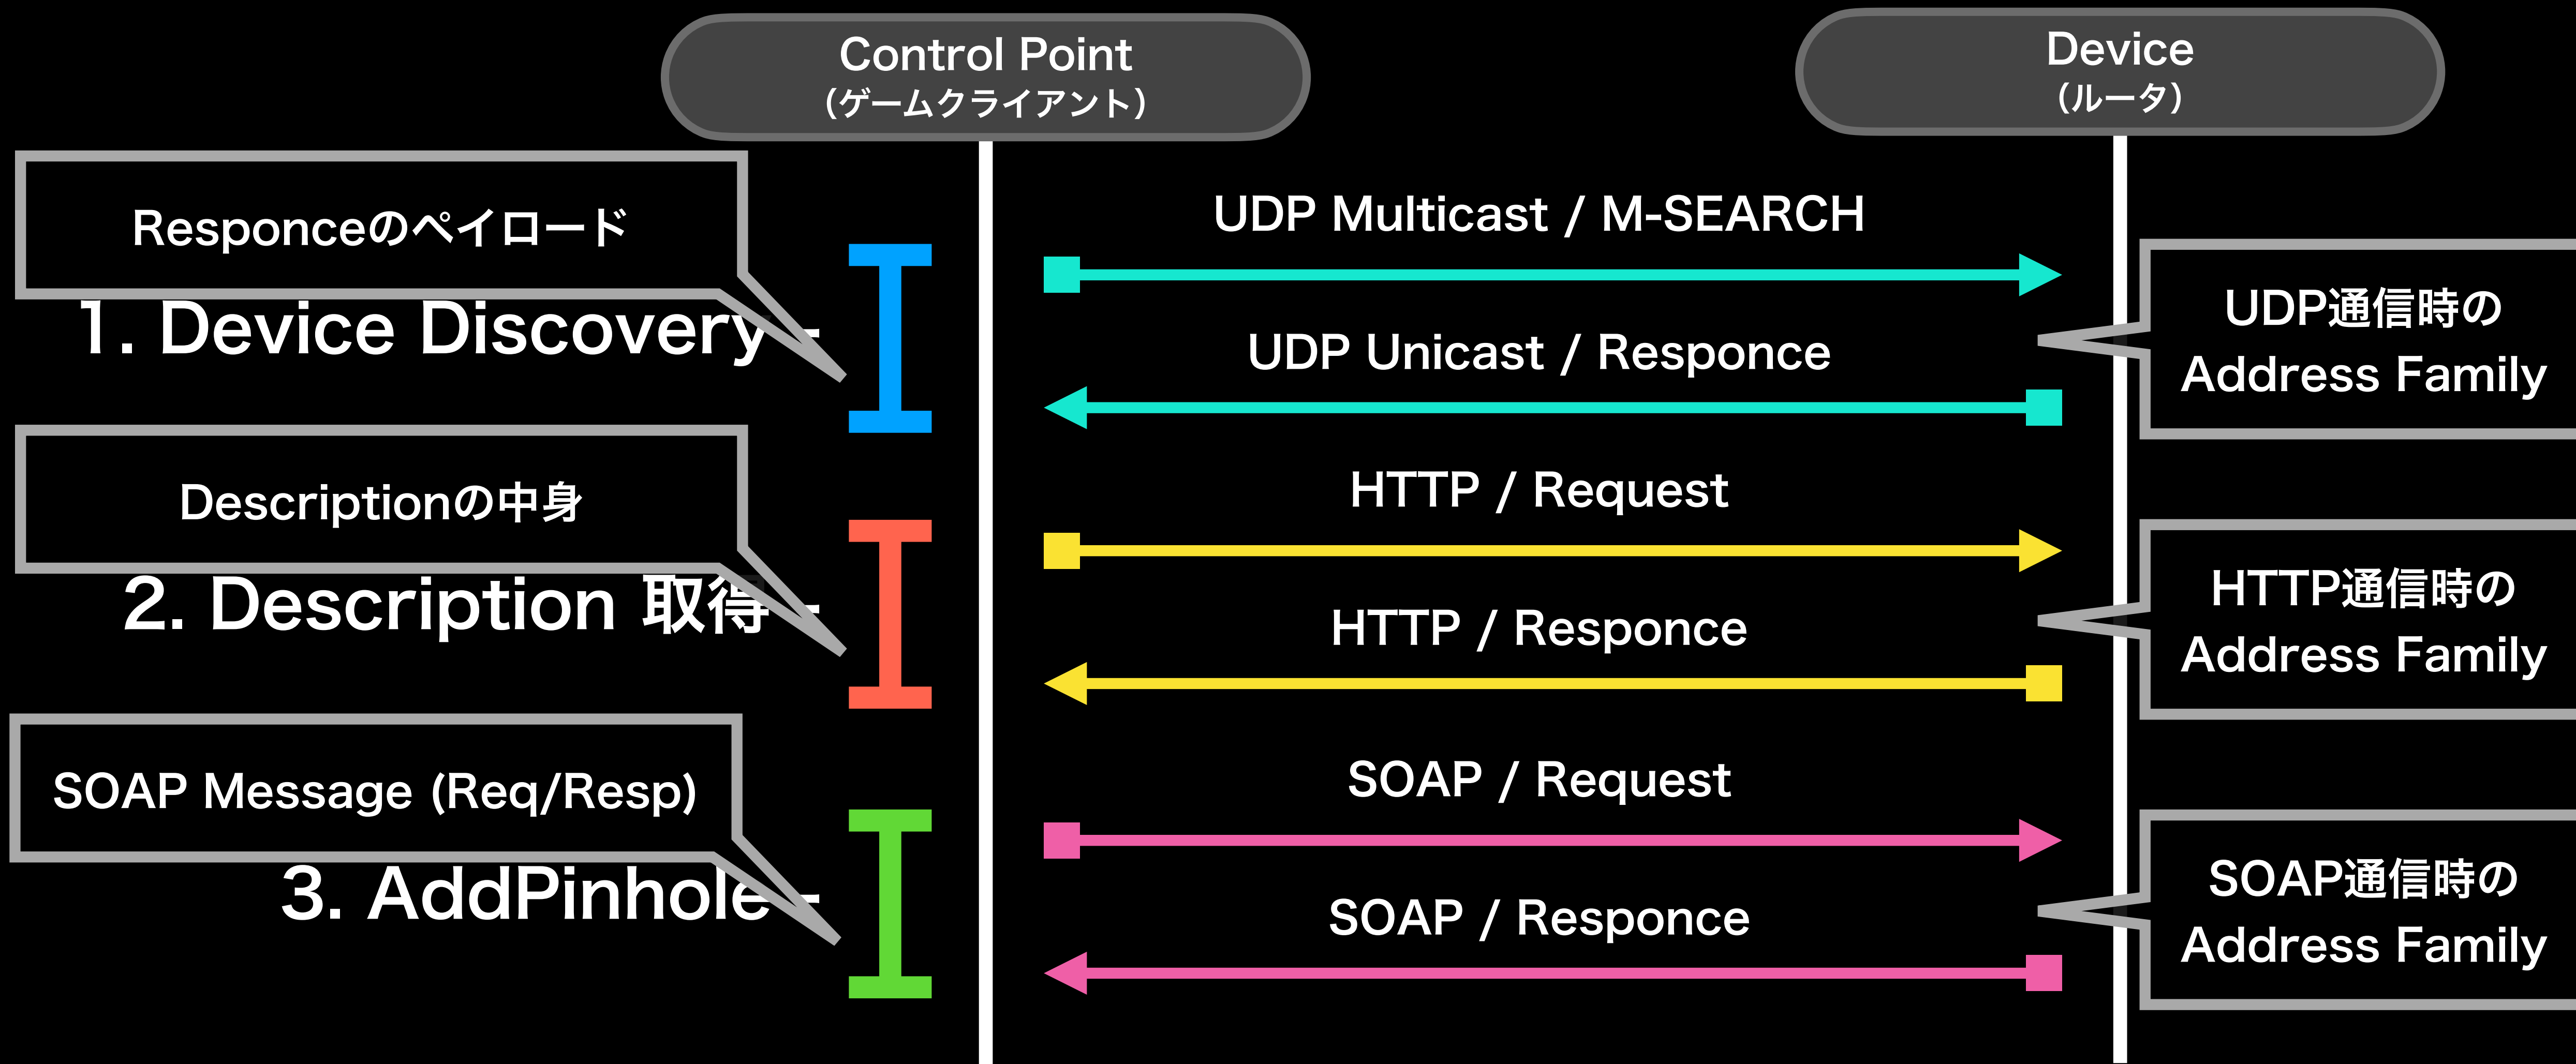 Control Point
（ゲームクライアント）
Device
（ルータ）
Responceのペイロード
1. Device Discovery -
UDP Multicast / M-SEARCH
UDP Unicast / Responce
UDP通信時の
Address Family
Descriptionの中身
2. Description 取得 -
HTTP / Request
HTTP / Responce
HTTP通信時の
Address Family
SOAP Message (Req/Resp)
3. AddPinhole -
SOAP / Request
SOAP / Responce
SOAP通信時の
Address Family